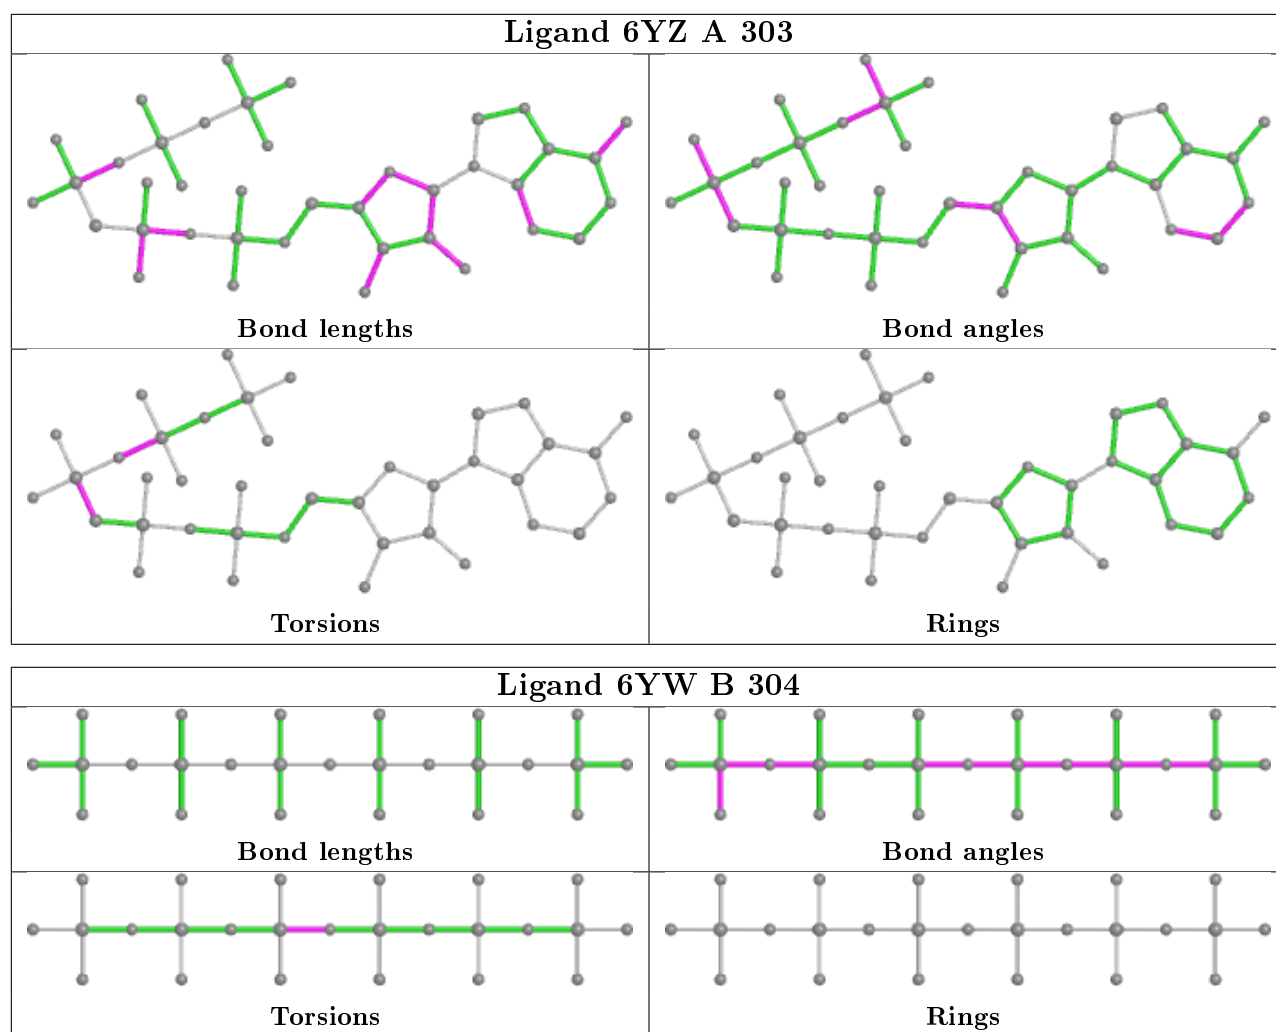 Ligand 6YZ A 303
Bond lengths
Bond angles
Torsions
Rings
Ligand 6YW B 304
Bond lengths
Bond angles
Torsions
Rings